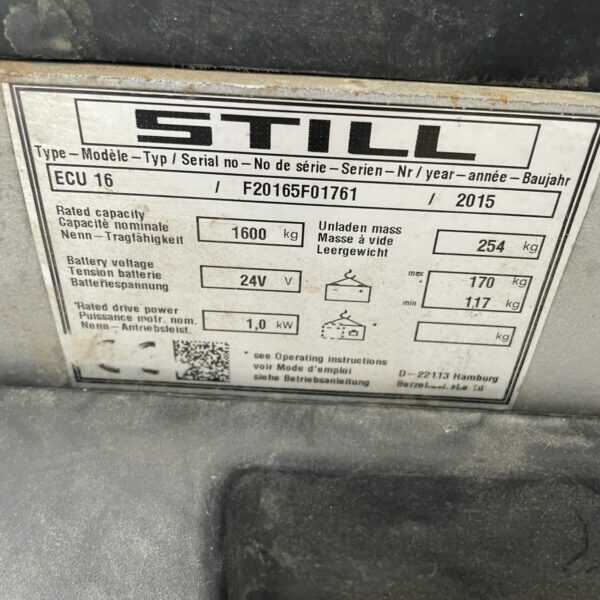 STILL
Type – Modèle – Typ / Serial no – No de série – Serien – Nr / year – année – Baujahr
ECU 16 / F20165F01761 / 2015
Rated capacity
Capacité nominale
Nenn – Tragfähigkeit
1600 kg
Unladen mass
Masse à vide
Leergewicht
254 kg
Battery voltage
Tension batterie
Batteriespannung
24V V
max 170 kg
min 117 kg
*Rated drive power
Puissance motr. nom.
Nenn – Antriebsleist.
1,0 kW
kg
* see Operating instructions
voir Mode d'emploi
siehe Betriebsanleitung
D – 22113 Hamburg